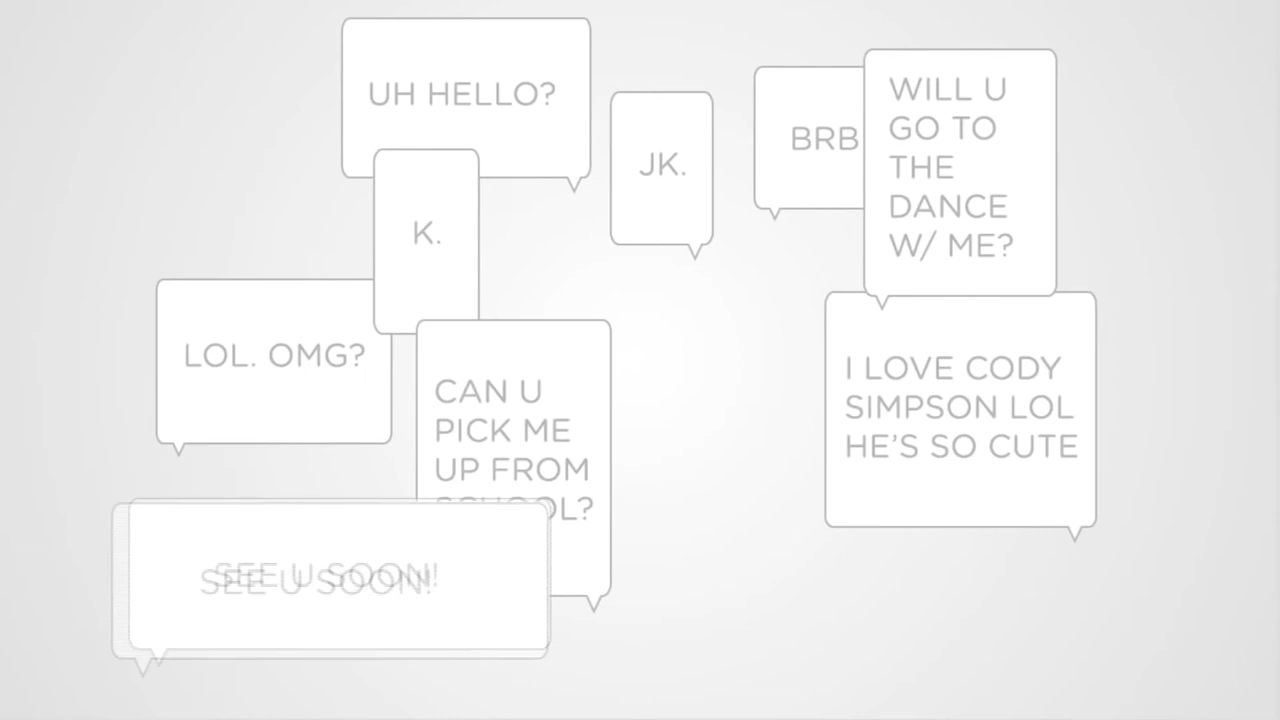 UH HELLO?
JK.
BRB
WILL U
GO TO
THE
DANCE
W/ ME?
K.
LOL. OMG?
CAN U
PICK ME
UP FROM
SCHOOL?
I LOVE CODY
SIMPSON LOL
HE'S SO CUTE
SEE U SOON!